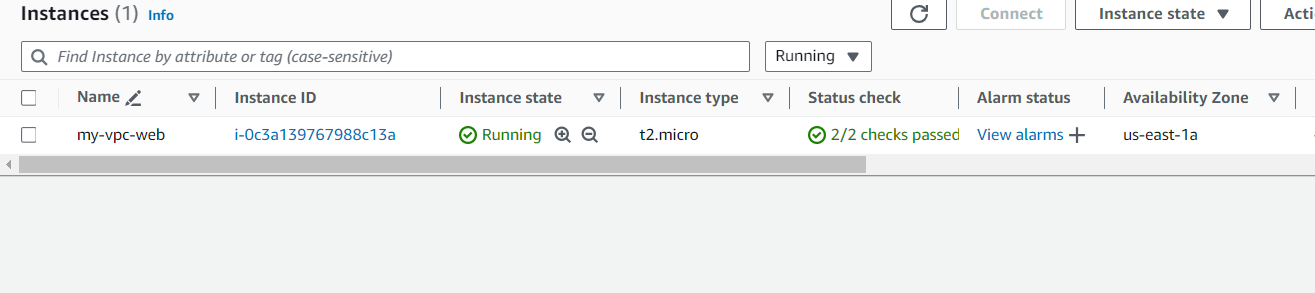 Instances (1) Info
Connect Instance state Acti
Find Instance by attribute or tag (case-sensitive) Running
Name Instance ID Instance state Instance type Status check Alarm status Availability Zone
my-vpc-web i-0c3a139767988c13a Running t2.micro 2/2 checks passed View alarms us-east-1a